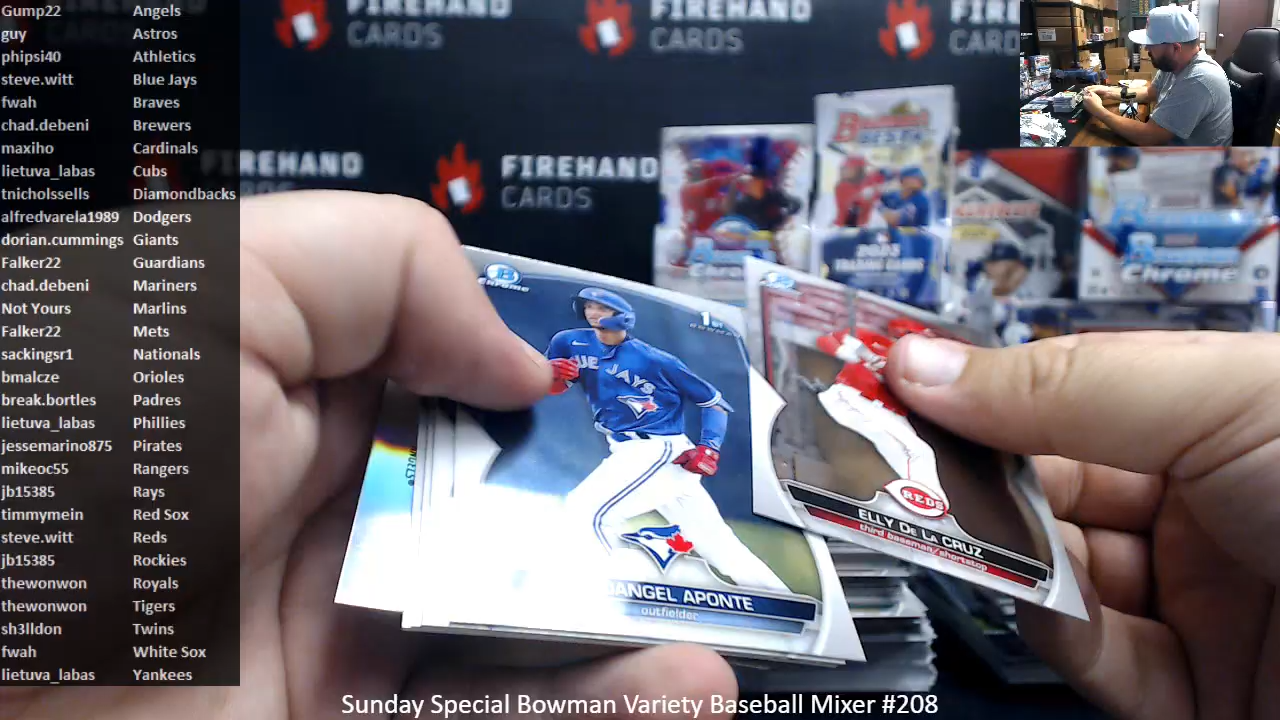 Gump22 Angels
guy Astros
phipsi40 Athletics
steve.witt Blue Jays
fwah Braves
chad.debeni Brewers
maxiho Cardinals
lietuva_labas Cubs
tnicholssells Diamondbacks
alfredvarela1989 Dodgers
dorian.cummings Giants
Falker22 Guardians
chad.debeni Mariners
Not Yours Marlins
Falker22 Mets
sackingsr1 Nationals
bmalcze Orioles
break.bortles Padres
lietuva_labas Phillies
jessemarino875 Pirates
mikeoc55 Rangers
jb15385 Rays
timmymein Red Sox
steve.witt Reds
jb15385 Rockies
thewonwon Royals
thewonwon Tigers
sh3lldon Twins
fwah White Sox
lietuva_labas Yankees
FIREHAND
CARDS
FIREHAND
CARDS
CARDS
FIREHAND
CARDS
FIREHAND
CARDS
Bowman
BEST
2023
TRADING CARDS
Bowman
Chrome
CHROME
1ST
BOWMAN
BLUE JAYS
ANGEL APONTE
outfielder
REDS
ELLY DE LA CRUZ
third baseman/shortstop
Sunday Special Bowman Variety Baseball Mixer #208